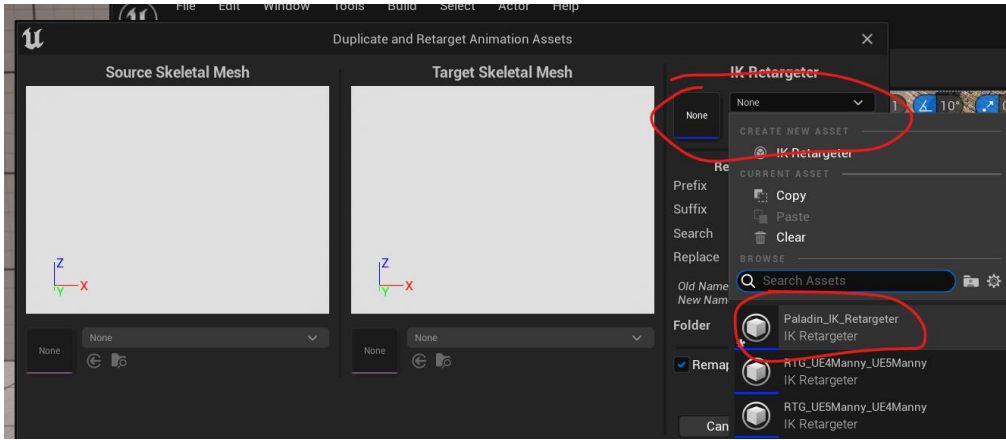 File Edit Window Tools Build Select Actor Help
Duplicate and Retarget Animation Assets
Source Skeletal Mesh
Target Skeletal Mesh
IK Retargeter
None
None
1
10°
CREATE NEW ASSET
IK Retargeter
CURRENT ASSET
Copy
Paste
Clear
BROWSE
Search Assets
Paladin_IK_Retargeter
IK Retargeter
RTG_UE4Manny_UE5Manny
IK Retargeter
RTG_UE5Manny_UE4Manny
IK Retargeter
Prefix
Suffix
Search
Replace
Old Name
New Nam
Folder
Remap
Can
Z
Y
X
Z
Y
X
None
None
None
None